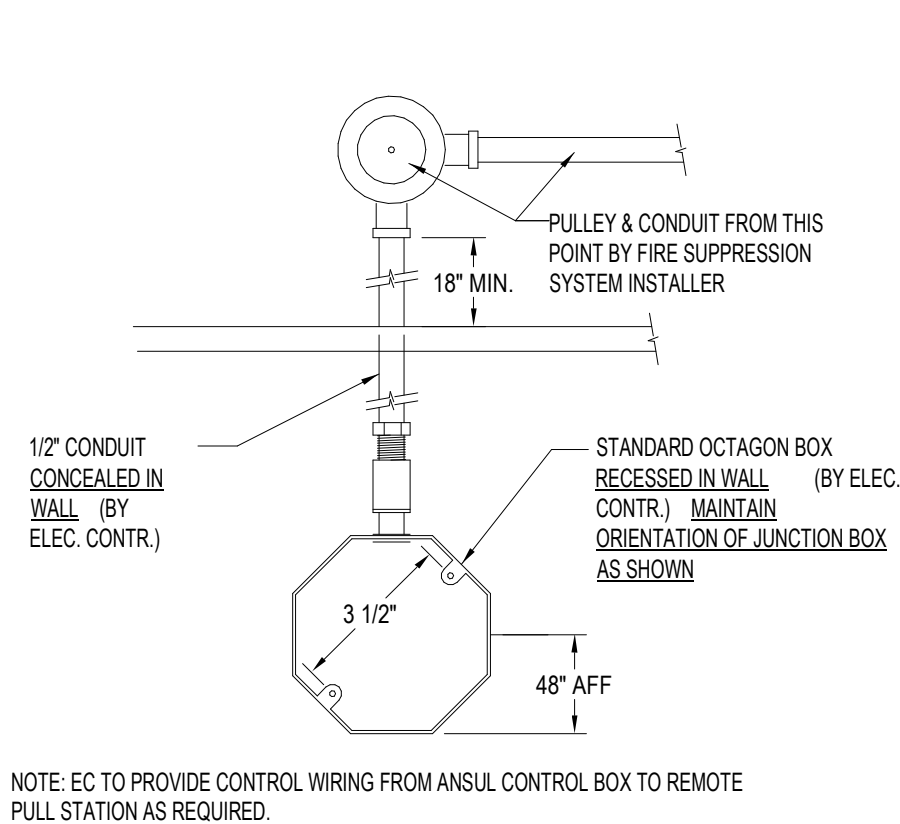 PULLEY & CONDUIT FROM THIS
POINT BY FIRE SUPPRESSION
SYSTEM INSTALLER
18" MIN.
1/2" CONDUIT
CONCEALED IN
WALL (BY
ELEC. CONTR.)
STANDARD OCTAGON BOX
RECESSED IN WALL (BY ELEC.
CONTR.) MAINTAIN
ORIENTATION OF JUNCTION BOX
AS SHOWN
3 1/2"
48" AFF
NOTE: EC TO PROVIDE CONTROL WIRING FROM ANSUL CONTROL BOX TO REMOTE
PULL STATION AS REQUIRED.